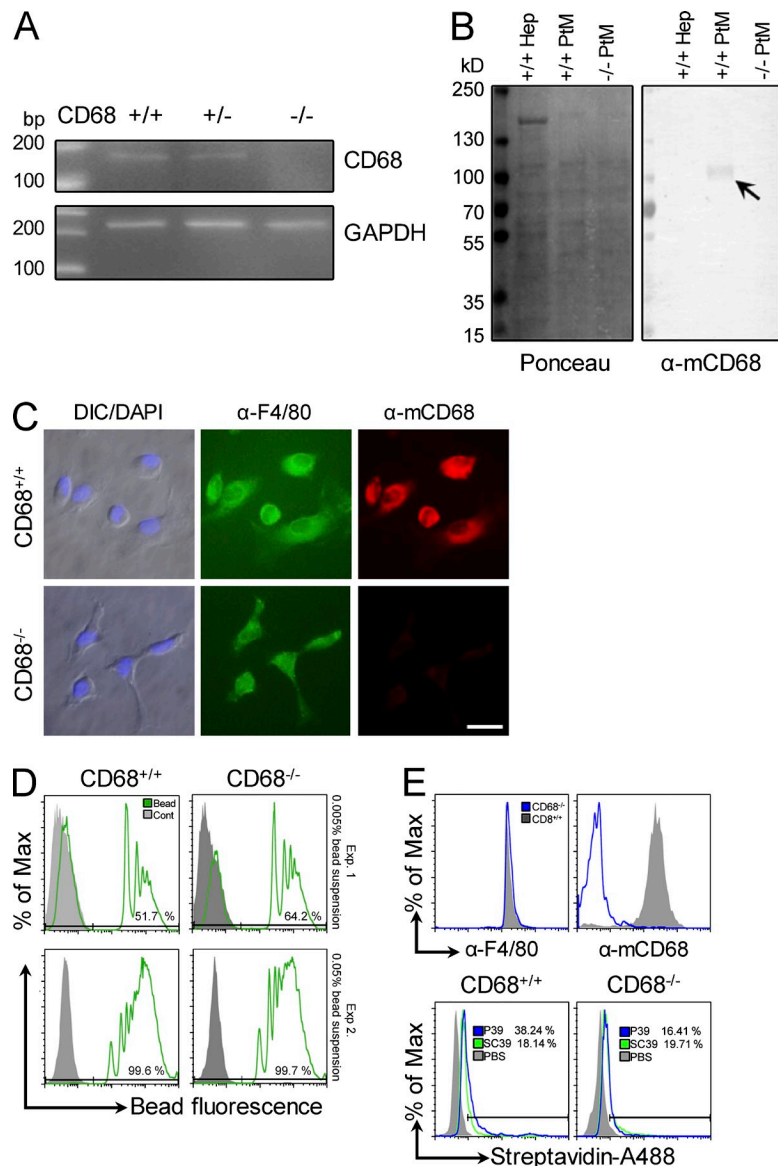 A
bp CD68 +/+ +/- -/-
200
100
CD68
200
100
GAPDH
B
kD
+/+ Hep
+/+ PtM
-/- PtM
+/+ Hep
+/+ PtM
-/- PtM
250
130
100
70
55
35
15
Ponceau
α-mCD68
C
DIC/DAPI α-F4/80 α-mCD68
CD68+/+
CD68-/-
D
CD68+/+ CD68-/-
Bead
Cont
51.7 %
64.2 %
Exp. 1
0.005% bead suspension
99.6 %
99.7 %
Exp 2.
0.05% bead suspension
% of Max
Bead fluorescence
E
CD68-/-
CD8+/+
% of Max
α-F4/80 α-mCD68
CD68+/+ CD68-/-
P39 38.24 %
SC39 18.14 %
PBS
P39 16.41 %
SC39 19.71 %
PBS
% of Max
Streptavidin-A488